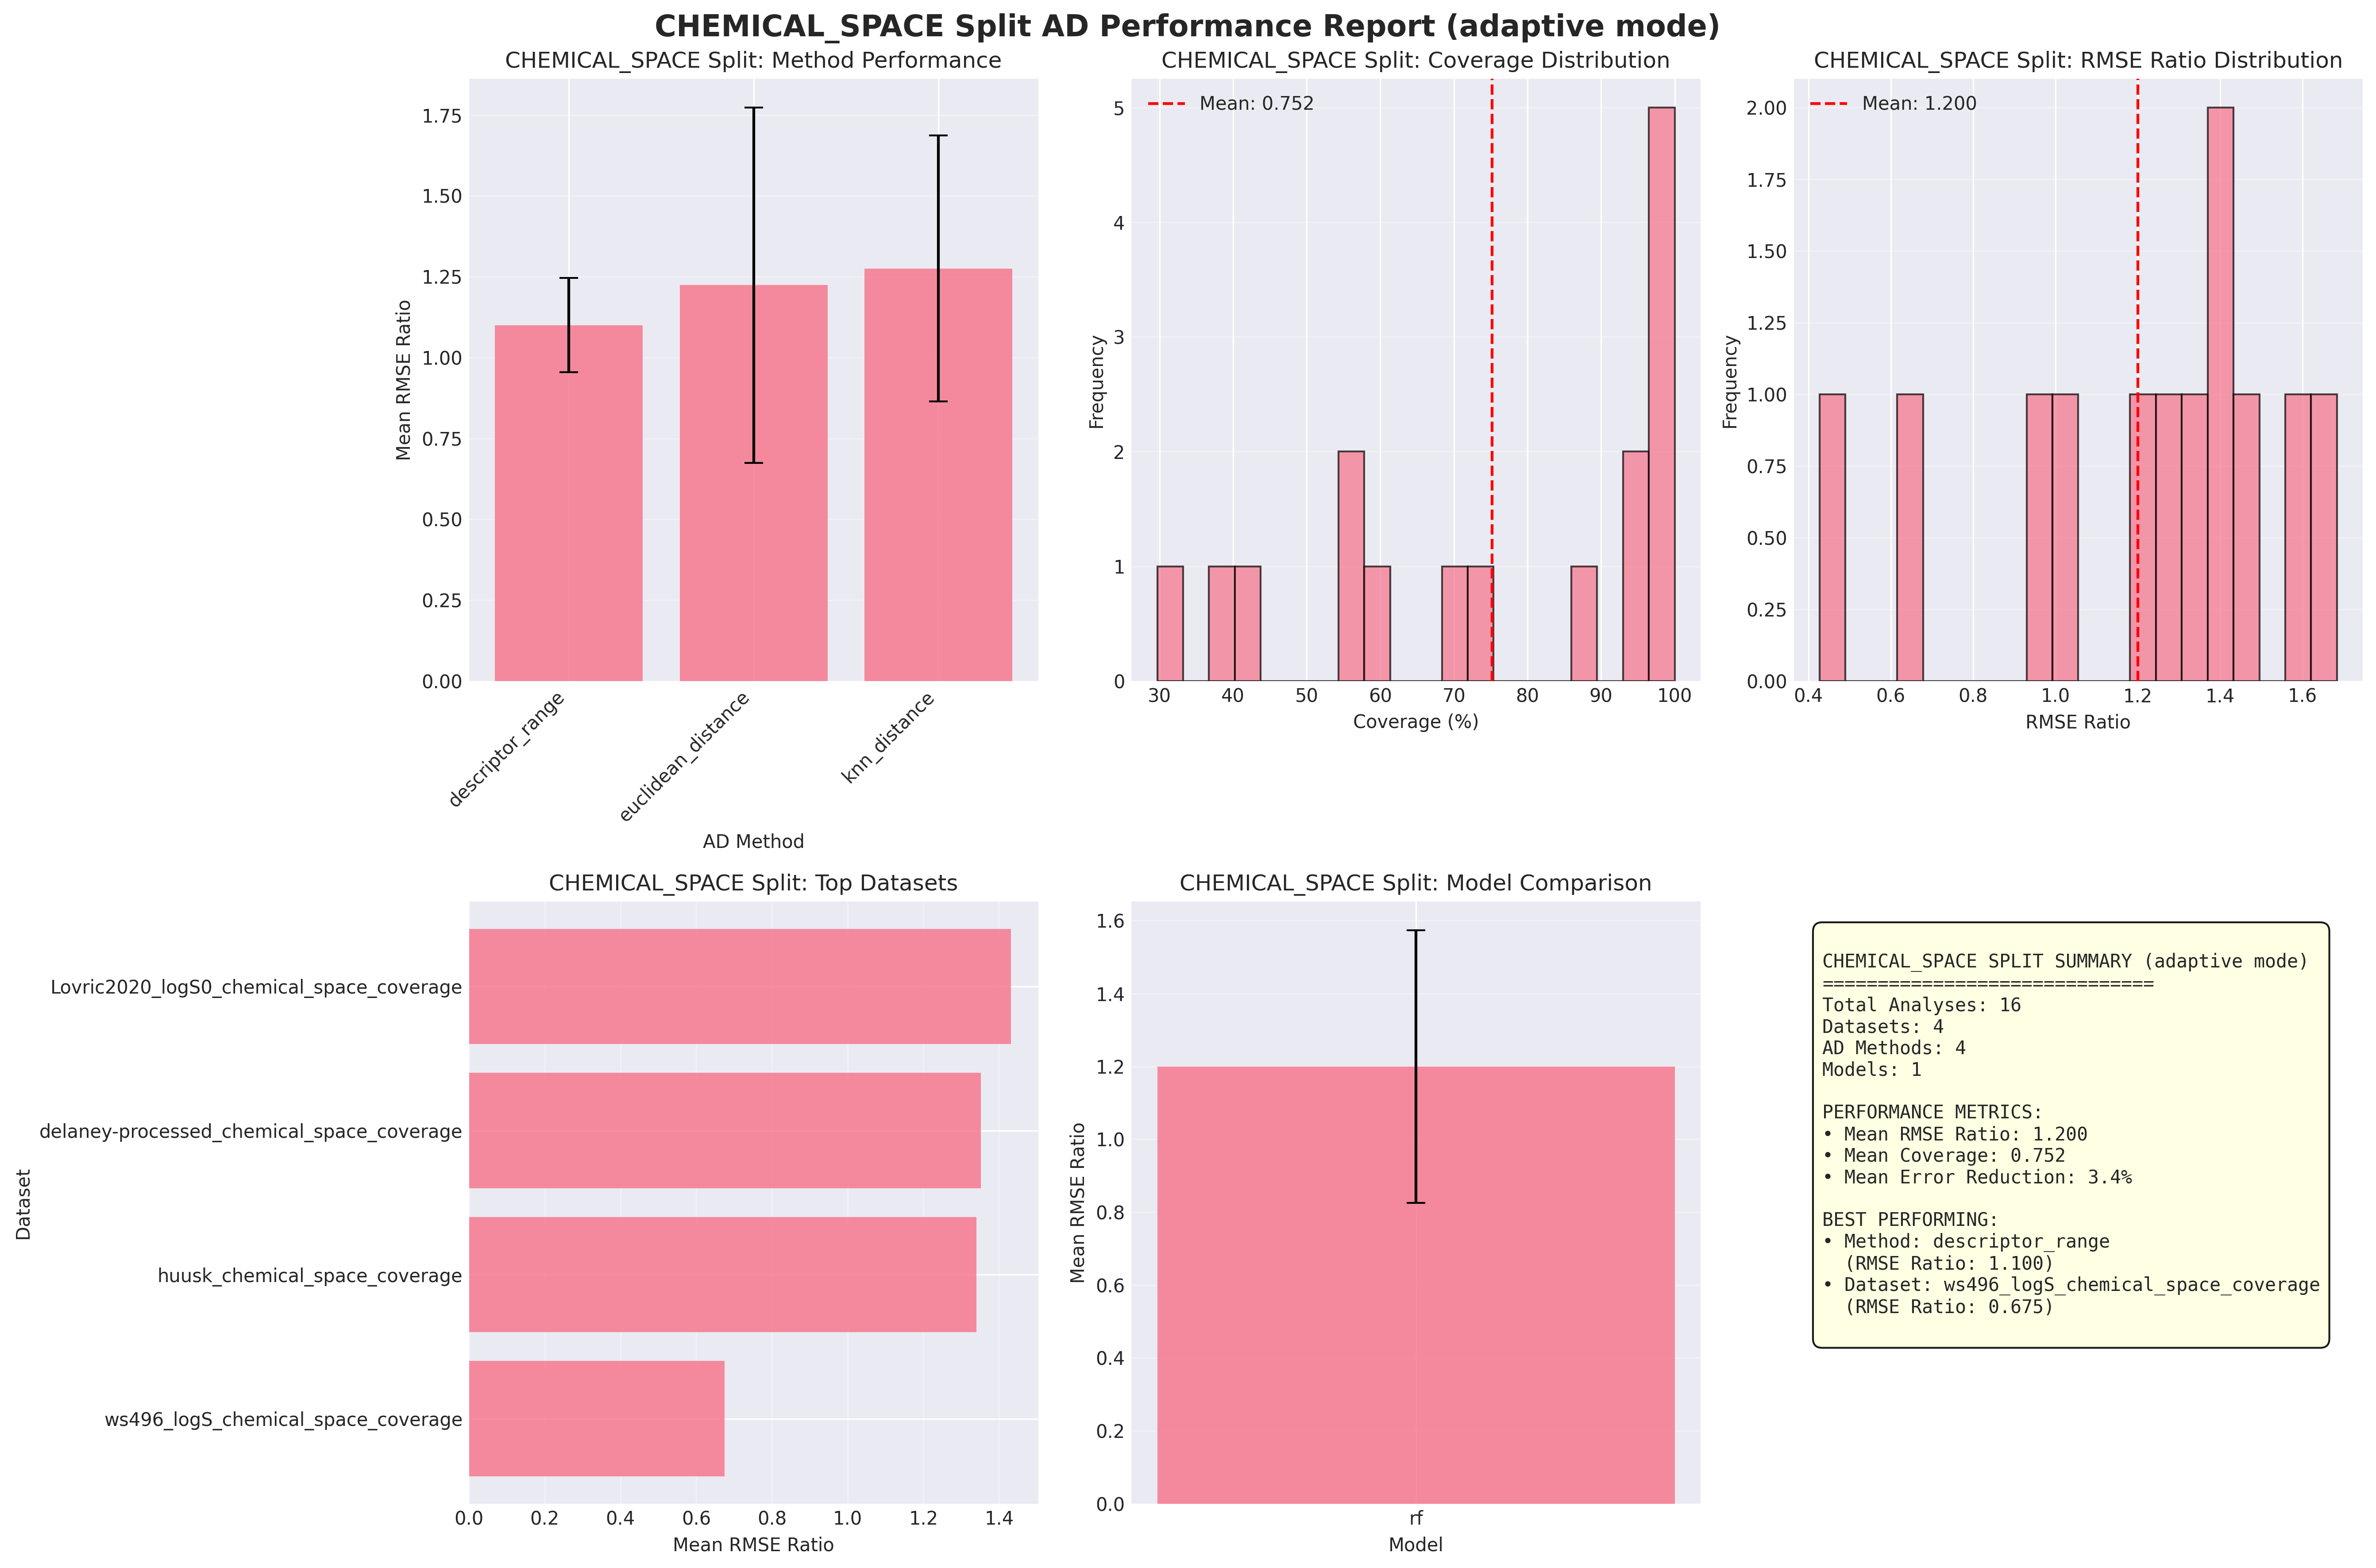 CHEMICAL_SPACE Split AD Performance Report (adaptive mode)
CHEMICAL_SPACE Split: Method Performance
Mean RMSE Ratio
1.75
1.50
1.25
1.00
0.75
0.50
0.25
0.00
descriptor_range
euclidean_distance
knn_distance
AD Method
CHEMICAL_SPACE Split: Coverage Distribution
Mean: 0.752
Frequency
5
4
3
2
1
0
30 40 50 60 70 80 90 100
Coverage (%)
CHEMICAL_SPACE Split: RMSE Ratio Distribution
Mean: 1.200
Frequency
2.00
1.75
1.50
1.25
1.00
0.75
0.50
0.25
0.00
0.4 0.6 0.8 1.0 1.2 1.4 1.6
RMSE Ratio
CHEMICAL_SPACE Split: Top Datasets
Dataset
Lovric2020_logS0_chemical_space_coverage
delaney-processed_chemical_space_coverage
huusk_chemical_space_coverage
ws496_logS_chemical_space_coverage
0.0 0.2 0.4 0.6 0.8 1.0 1.2 1.4
Mean RMSE Ratio
CHEMICAL_SPACE Split: Model Comparison
Mean RMSE Ratio
1.6
1.4
1.2
1.0
0.8
0.6
0.4
0.2
0.0
rf
Model
CHEMICAL_SPACE SPLIT SUMMARY (adaptive mode)
==============================
Total Analyses: 16
Datasets: 4
AD Methods: 4
Models: 1
PERFORMANCE METRICS:
• Mean RMSE Ratio: 1.200
• Mean Coverage: 0.752
• Mean Error Reduction: 3.4%
BEST PERFORMING:
• Method: descriptor_range
(RMSE Ratio: 1.100)
• Dataset: ws496_logS_chemical_space_coverage
(RMSE Ratio: 0.675)